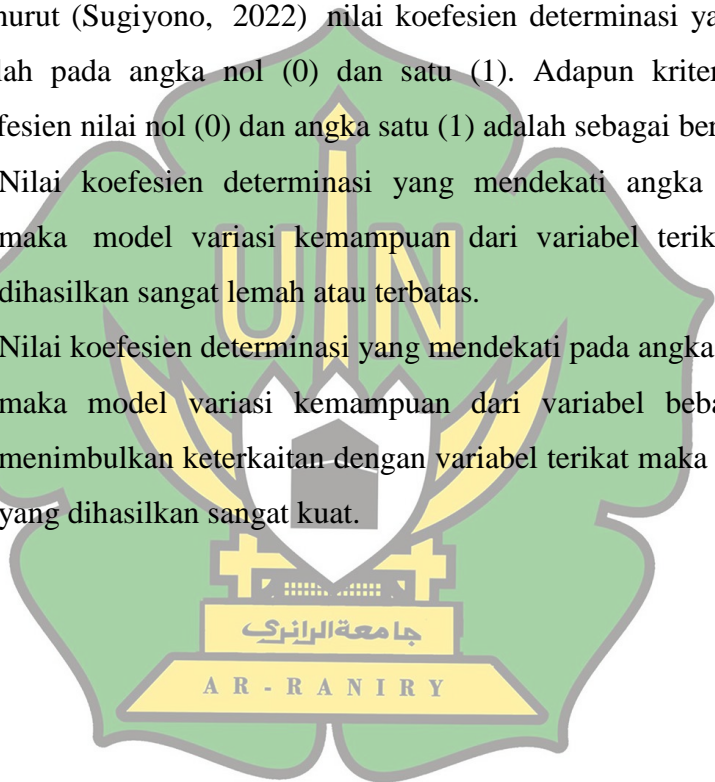 nurut (Sugiyono, 2022) nilai koefesien determinasi ya
lah pada angka nol (0) dan satu (1). Adapun kriter
fesien nilai nol (0) dan angka satu (1) adalah sebagai ber
Nilai koefesien determinasi yang mendekati angka
maka model variasi kemampuan dari variabel terik
dihasilkan sangat lemah atau terbatas.
Nilai koefesien determinasi yang mendekati pada angka
maka model variasi kemampuan dari variabel beba
menimbulkan keterkaitan dengan variabel terikat maka
yang dihasilkan sangat kuat.
UIN
جامعة الرانري
AR-RANIRY